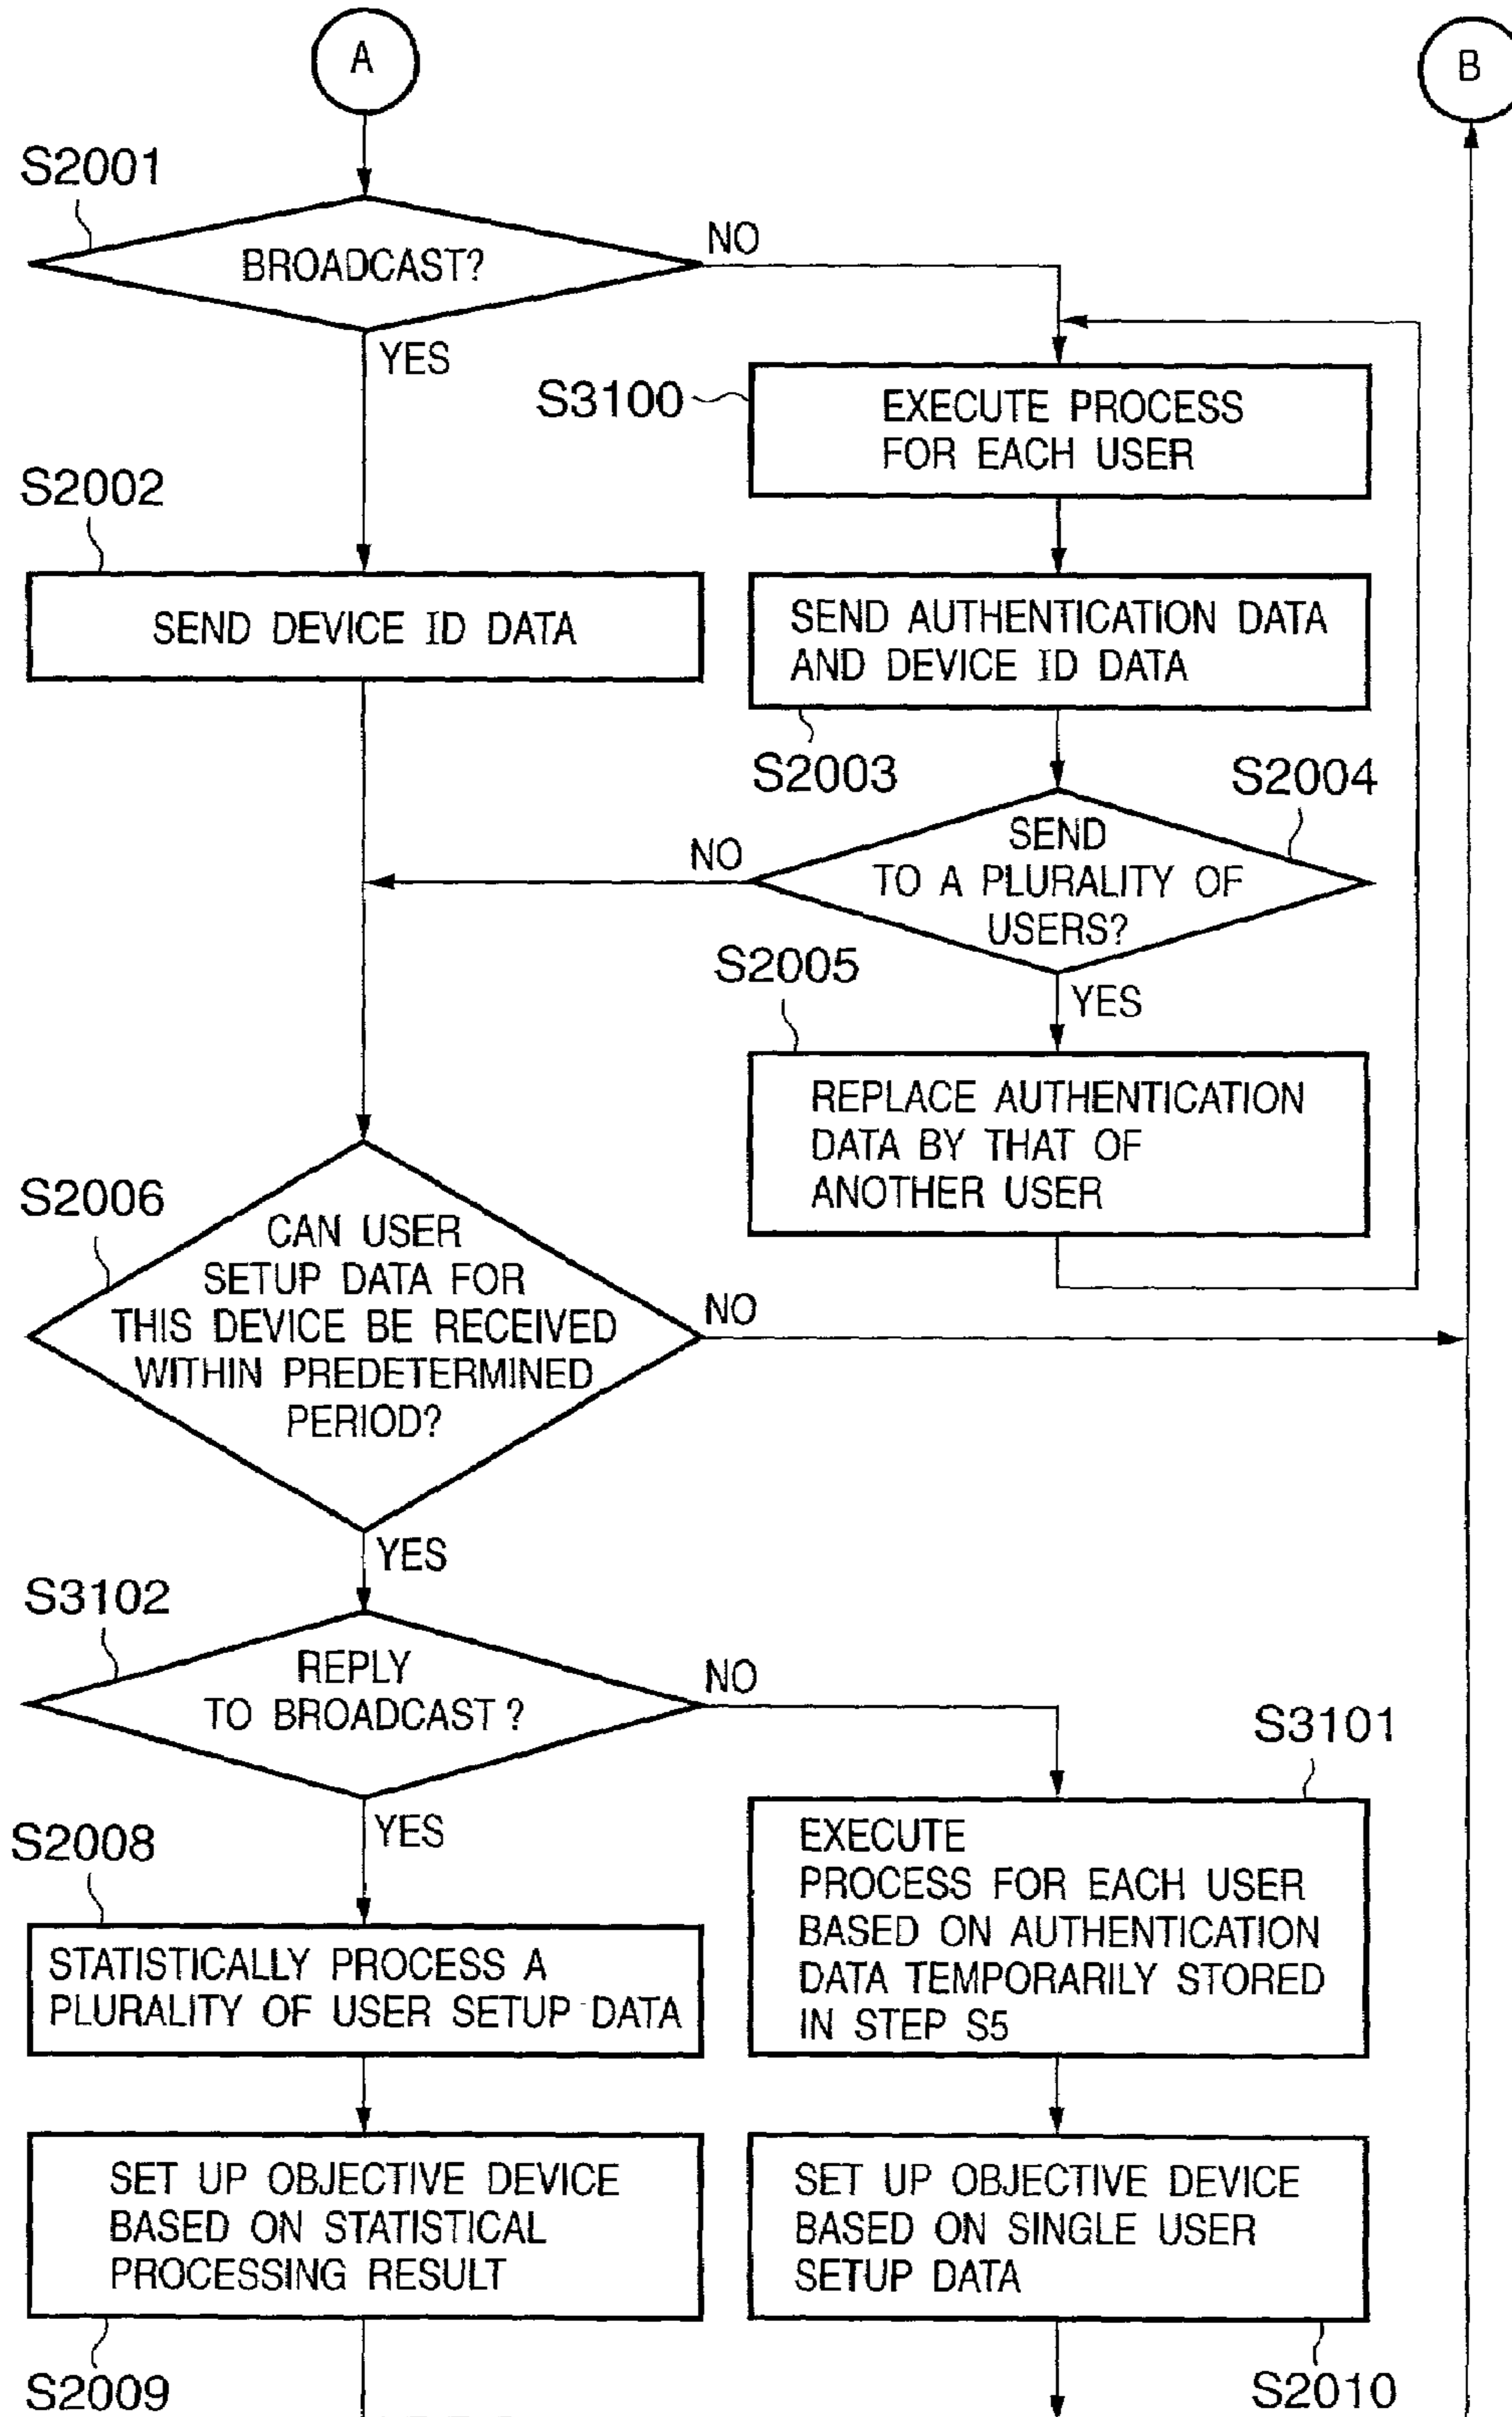 A
B
S2001
BROADCAST?
NO
YES
S3100
EXECUTE PROCESS
FOR EACH USER
S2002
SEND DEVICE ID DATA
SEND AUTHENTICATION DATA
AND DEVICE ID DATA
S2003
S2004
SEND
TO A PLURALITY OF
USERS?
NO
YES
S2005
REPLACE AUTHENTICATION
DATA BY THAT OF
ANOTHER USER
S2006
CAN USER
SETUP DATA FOR
THIS DEVICE BE RECEIVED
WITHIN PREDETERMINED
PERIOD?
NO
YES
S3102
REPLY
TO BROADCAST?
NO
YES
S3101
EXECUTE
PROCESS FOR EACH USER
BASED ON AUTHENTICATION
DATA TEMPORARILY STORED
IN STEP S5
S2008
STATISTICALLY PROCESS A
PLURALITY OF USER SETUP DATA
SET UP OBJECTIVE DEVICE
BASED ON STATISTICAL
PROCESSING RESULT
S2009
SET UP OBJECTIVE DEVICE
BASED ON SINGLE USER
SETUP DATA
S2010